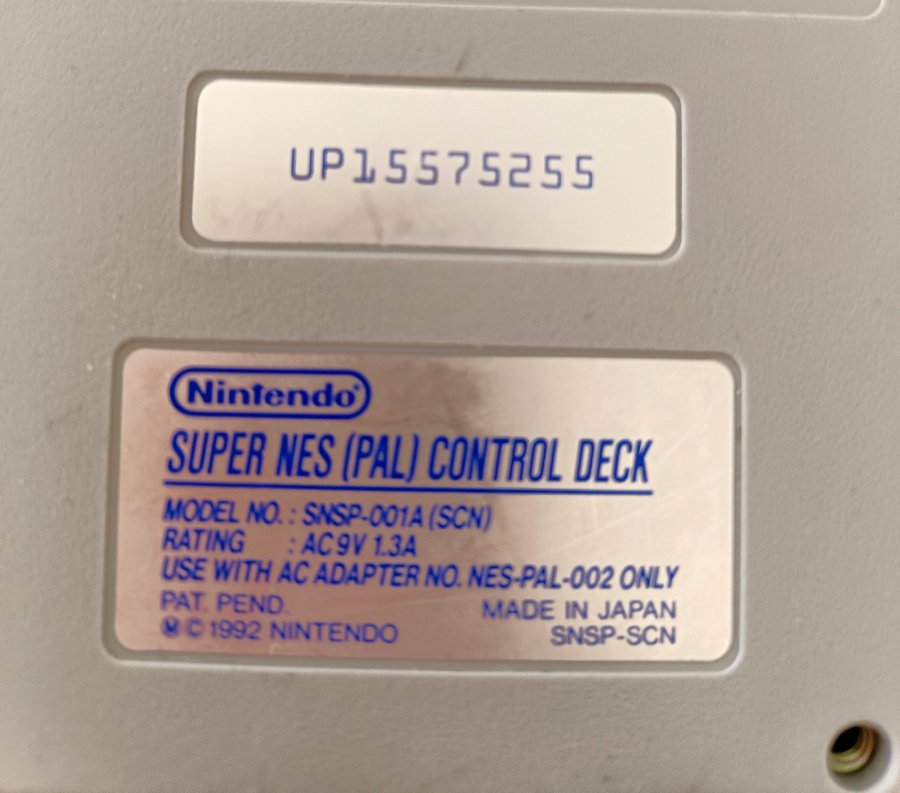 UP15575255
Nintendo®
SUPER NES (PAL) CONTROL DECK
MODEL NO. : SNSP-001A (SCN)
RATING : AC 9V 1.3A
USE WITH AC ADAPTER NO. NES-PAL-002 ONLY
PAT. PEND. MADE IN JAPAN
Ⓜ © 1992 NINTENDO SNSP-SCN